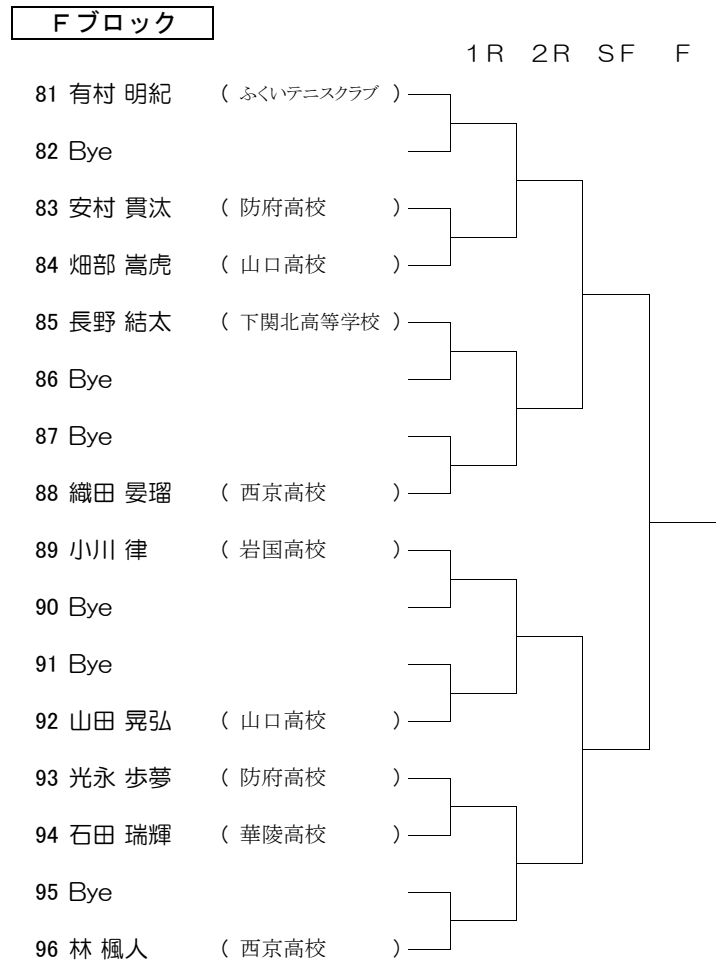 Fブロック
1R 2R SF F
81 有村 明紀 ( ふくいテニスクラブ )
82 Bye
83 安村 貫汰 ( 防府高校 )
84 畑部 嵩虎 ( 山口高校 )
85 長野 結太 ( 下関北高等学校 )
86 Bye
87 Bye
88 織田 晏瑠 ( 西京高校 )
89 小川 律 ( 岩国高校 )
90 Bye
91 Bye
92 山田 晃弘 ( 山口高校 )
93 光永 歩夢 ( 防府高校 )
94 石田 瑞輝 ( 華陵高校 )
95 Bye
96 林 楓人 ( 西京高校 )